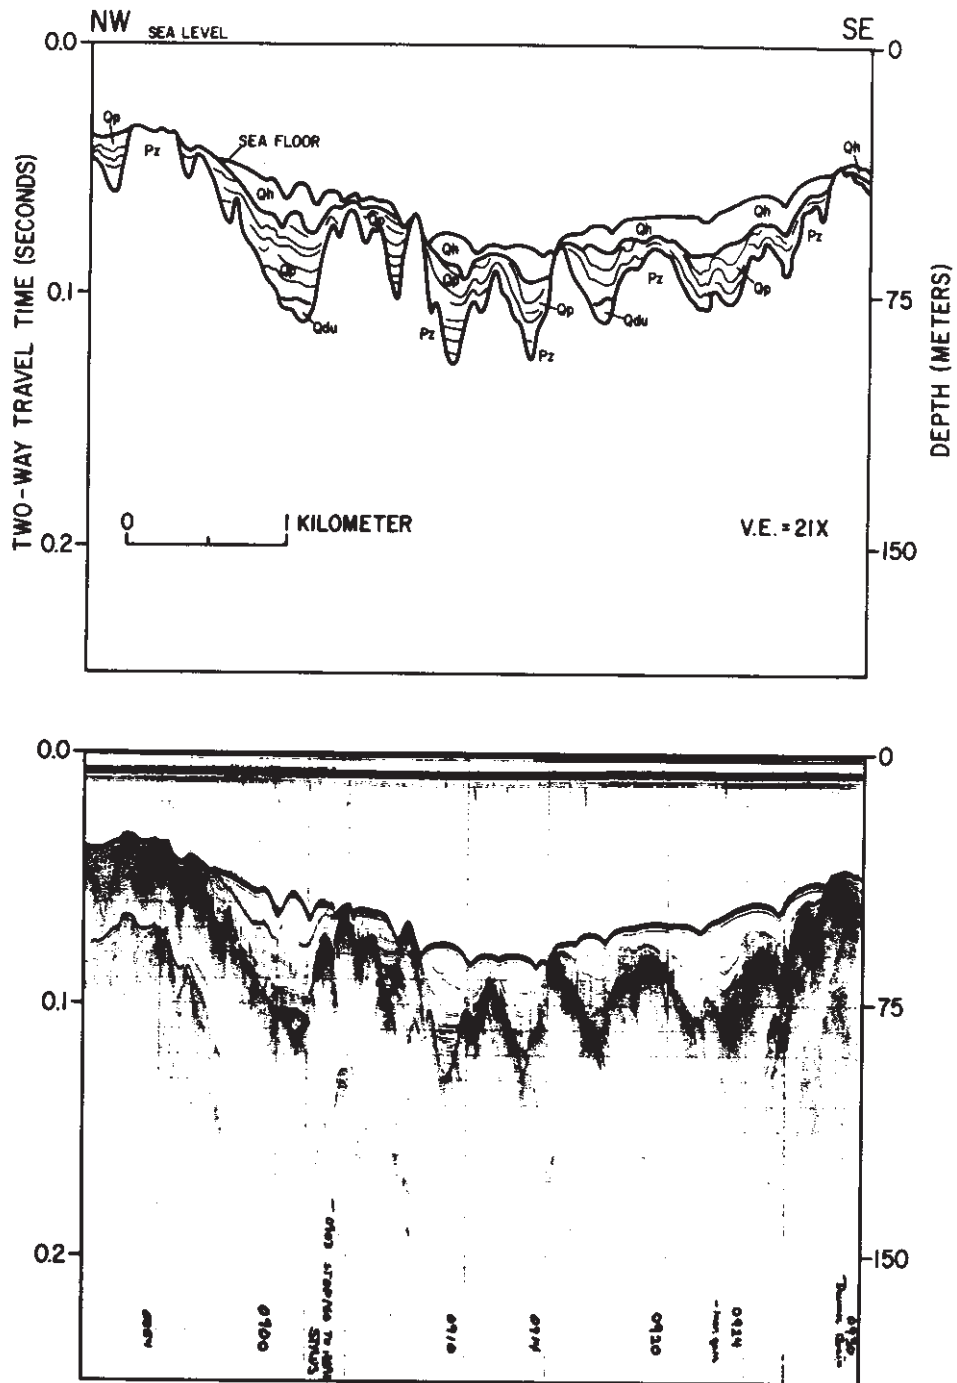 NW SEA LEVEL SE
0.0 0
Qp Pz SEA FLOOR Qh
Qh Qp Qh Qh Pz
Qh Qp Pz
Qp Qp Qp
0.1 75
Qdu Pz Qdu
Pz
TWO-WAY TRAVEL TIME (SECONDS)
DEPTH (METERS)
0 1 KILOMETER V.E. = 21X
0.2 150
0.0 0
0.1 75
0.2 150
0900 0910 0914 0920 0924